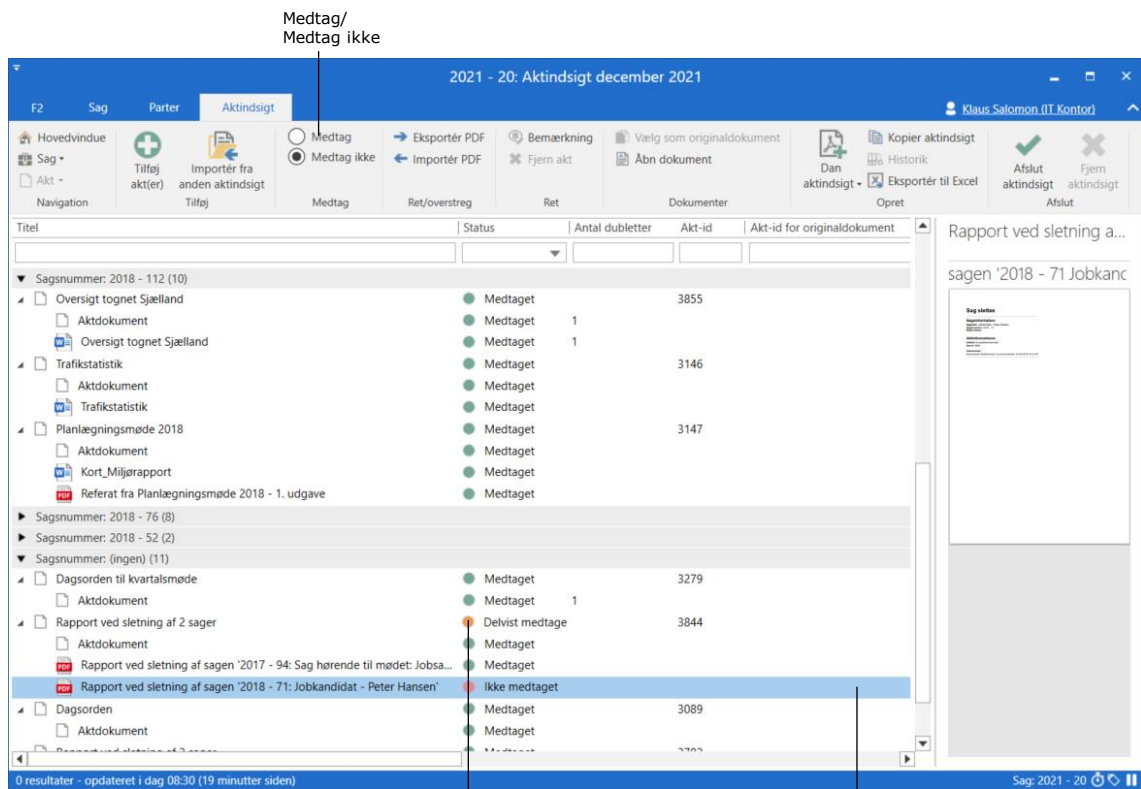 Medtag/
Medtag ikke
2021 - 20: Aktindsigt december 2021
F2 Sag Parter Aktindsigt Klaus Salomon (IT Kontor)
Hovedvindue
Sag
Akt
Navigation
Tilføj akt(er)
Importér fra anden aktindsigt
Tilføj
Medtag
Medtag ikke
Medtag
Eksportér PDF
Importér PDF
Ret/overstreg
Bemærkning
Fjern akt
Ret
Vælg som originaldokument
Åbn dokument
Dokumenter
Dan aktindsigt
Kopier aktindsigt
Historik
Eksportér til Excel
Opret
Afslut aktindsigt
Fjern aktindsigt
Afslut
Titel Status Antal dubletter Akt-id Akt-id for originaldokument
Sagsnummer: 2018 - 112 (10)
Oversigt tognet Sjælland Medtaget 3855
Aktdokument Medtaget 1
Oversigt tognet Sjælland Medtaget 1
Trafikstatistik Medtaget 3146
Aktdokument Medtaget
Trafikstatistik Medtaget
Planlægningsmøde 2018 Medtaget 3147
Aktdokument Medtaget
Kort_Miljørapport Medtaget
PDF Referat fra Planlægningsmøde 2018 - 1. udgave Medtaget
Sagsnummer: 2018 - 76 (8)
Sagsnummer: 2018 - 52 (2)
Sagsnummer: (ingen) (11)
Dagsorden til kvartalsmøde Medtaget 3279
Aktdokument Medtaget 1
Rapport ved sletning af 2 sager Delvist medtage 3844
Aktdokument Medtaget
PDF Rapport ved sletning af sagen '2017 - 94: Sag hørende til mødet: Jobsa... Medtaget
PDF Rapport ved sletning af sagen '2018 - 71: Jobkandidat - Peter Hansen' Ikke medtaget
Dagsorden Medtaget 3089
Aktdokument Medtaget
Rapport ved sletning a...
sagen '2018 - 71 Jobkanc
Sag slettes
0 resultater - opdateret i dag 08:30 (19 minutter siden) Sag: 2021 - 20